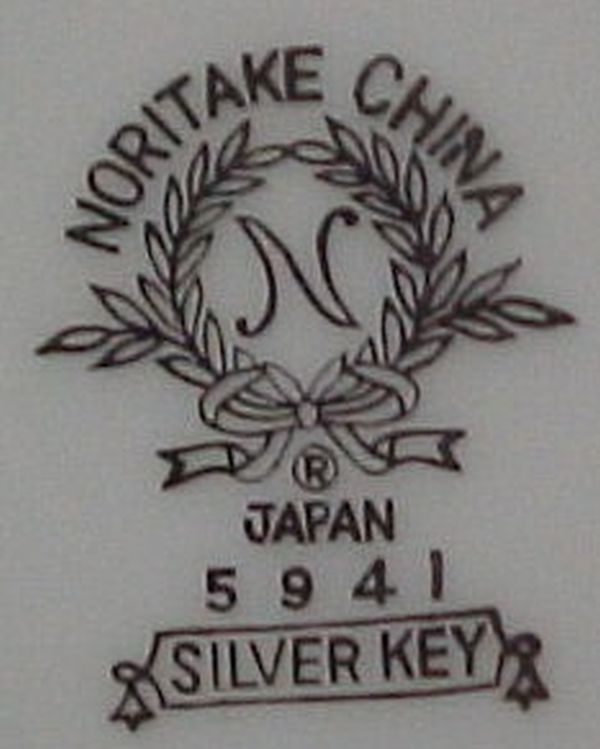 NORITAKE CHINA
N
®
JAPAN
5941
SILVER KEY